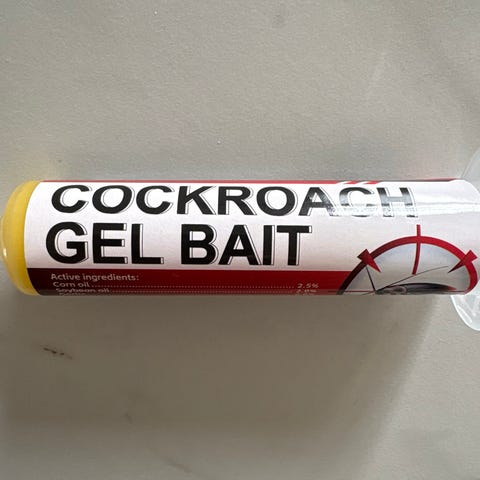 COCKROACH
GEL BAIT
Active ingredients:
Corn oil ........................................ 2.5%
Soybean oil